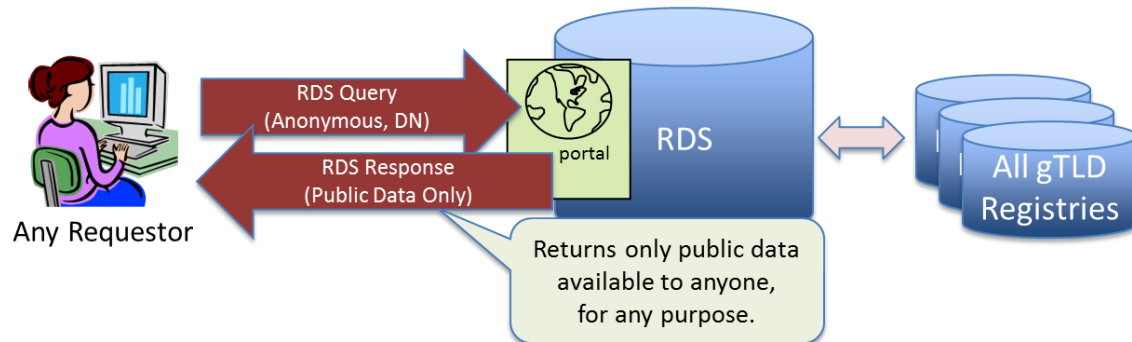 RDS Query
(Anonymous, DN)
RDS Response
(Public Data Only)
portal
RDS
All gTLD
Registries
Any Requestor
Returns only public data
available to anyone,
for any purpose.